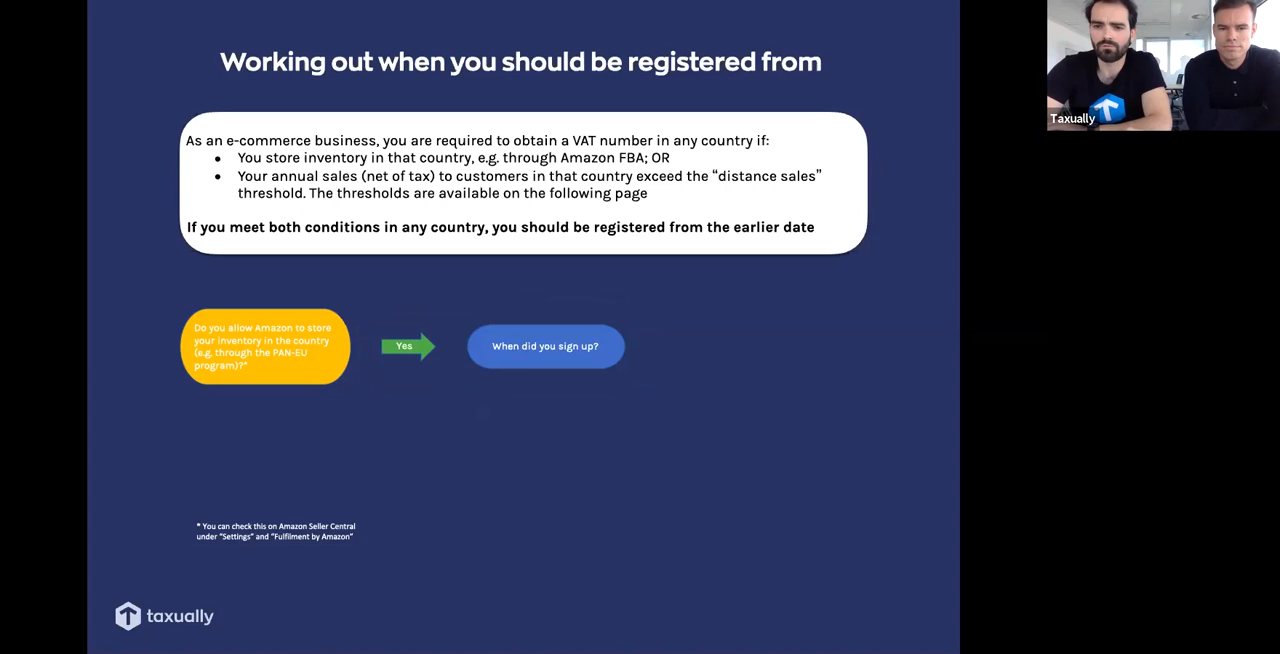 Working out when you should be registered from
As an e-commerce business, you are required to obtain a VAT number in any country if:
● You store inventory in that country, e.g. through Amazon FBA; OR
● Your annual sales (net of tax) to customers in that country exceed the “distance sales”
threshold. The thresholds are available on the following page
If you meet both conditions in any country, you should be registered from the earlier date
Do you allow Amazon to store
your inventory in the country
(e.g. through the PAN-EU
program)?*
Yes
When did you sign up?
* You can check this on Amazon Seller Central
under “Settings” and “Fulfilment by Amazon”
taxually
Taxually